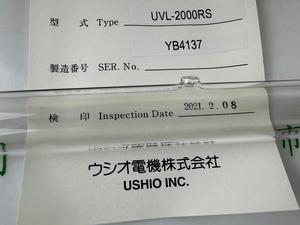 型 式 Type UVL-2000RS
製造番号 SER. No. YB4137
検 印 Inspection Date 2021. 2. 08
ウシオ電機株式会社
USHIO INC.
市